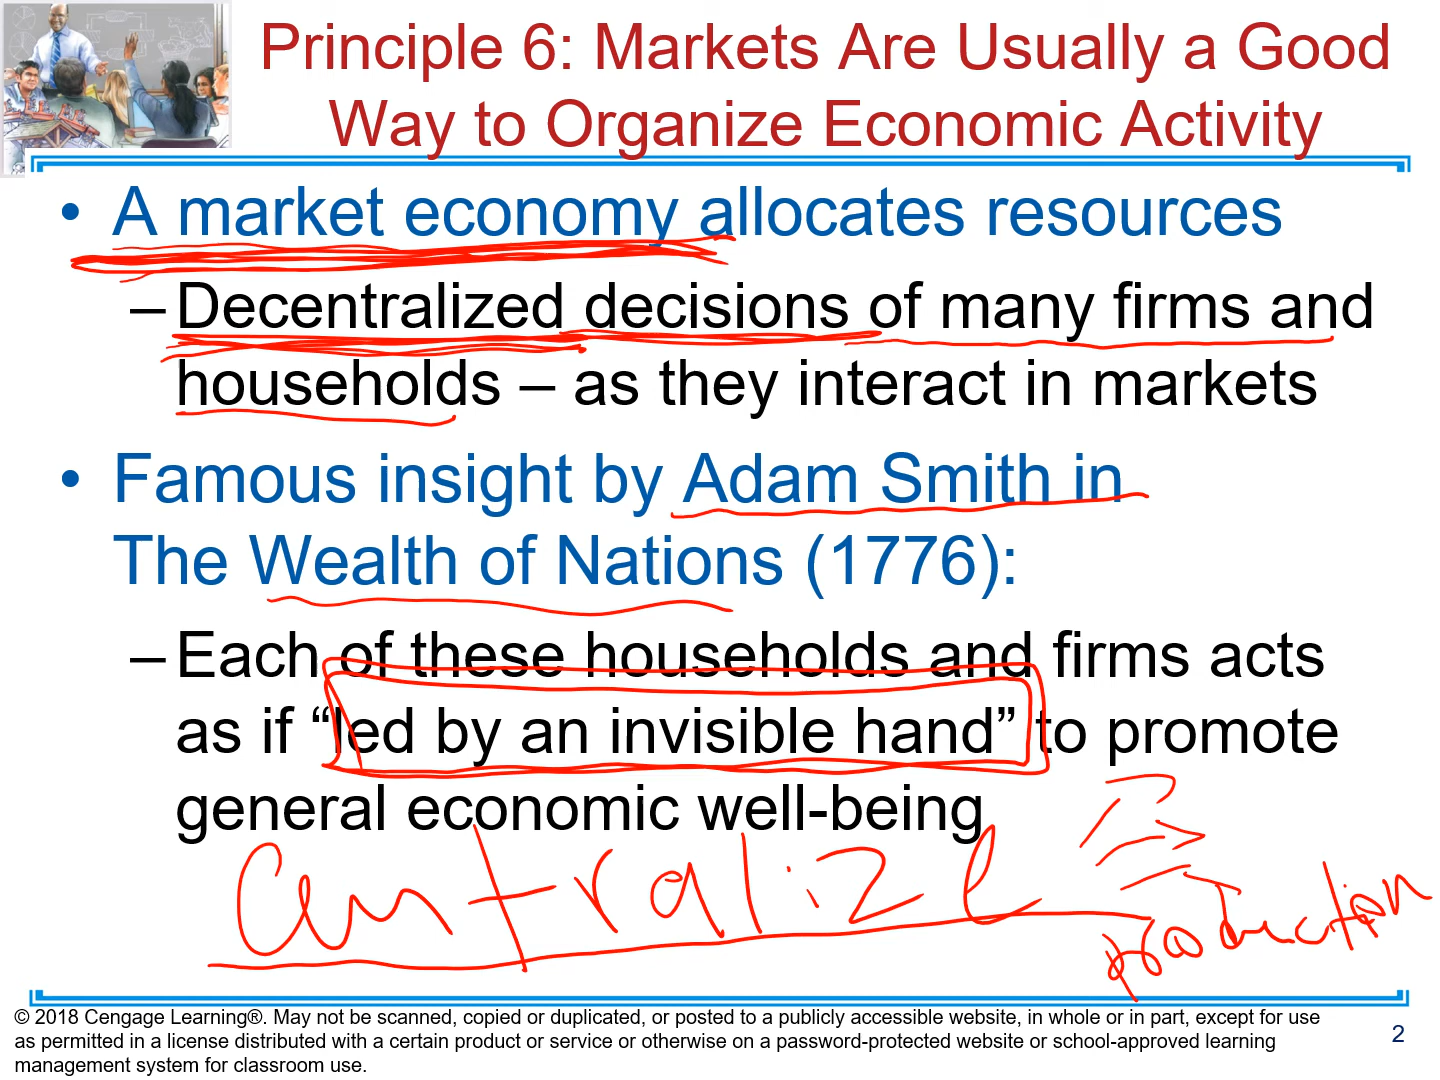 Principle 6: Markets Are Usually a Good
Way to Organize Economic Activity
• A market economy allocates resources
– Decentralized decisions of many firms and
households – as they interact in markets
• Famous insight by Adam Smith in
The Wealth of Nations (1776):
– Each of these households and firms acts
as if “led by an invisible hand” to promote
general economic well-being
centralize
production
© 2018 Cengage Learning®. May not be scanned, copied or duplicated, or posted to a publicly accessible website, in whole or in part, except for use
as permitted in a license distributed with a certain product or service or otherwise on a password-protected website or school-approved learning
management system for classroom use.
2